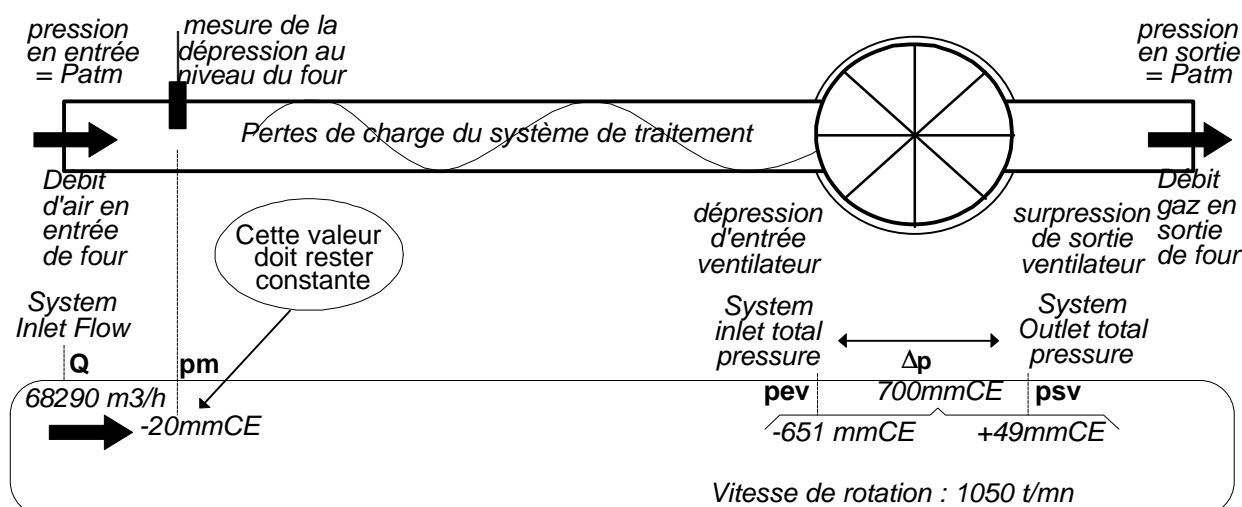 pression
en entrée
= Patm
mesure de la
dépression au
niveau du four
pression
en sortie
= Patm
Pertes de charge du système de traitement
Débit
d'air en
entrée
de four
Cette valeur
doit rester
constante
dépression
d'entrée
ventilateur
surpression
de sortie
ventilateur
Débit
gaz en
sortie
de four
System
Inlet Flow
System
inlet total
pressure
System
Outlet total
pressure
Q
pm
Δp
68290 m3/h
-20mmCE
pev
700mmCE
psv
-651 mmCE
+49mmCE
Vitesse de rotation : 1050 t/mn